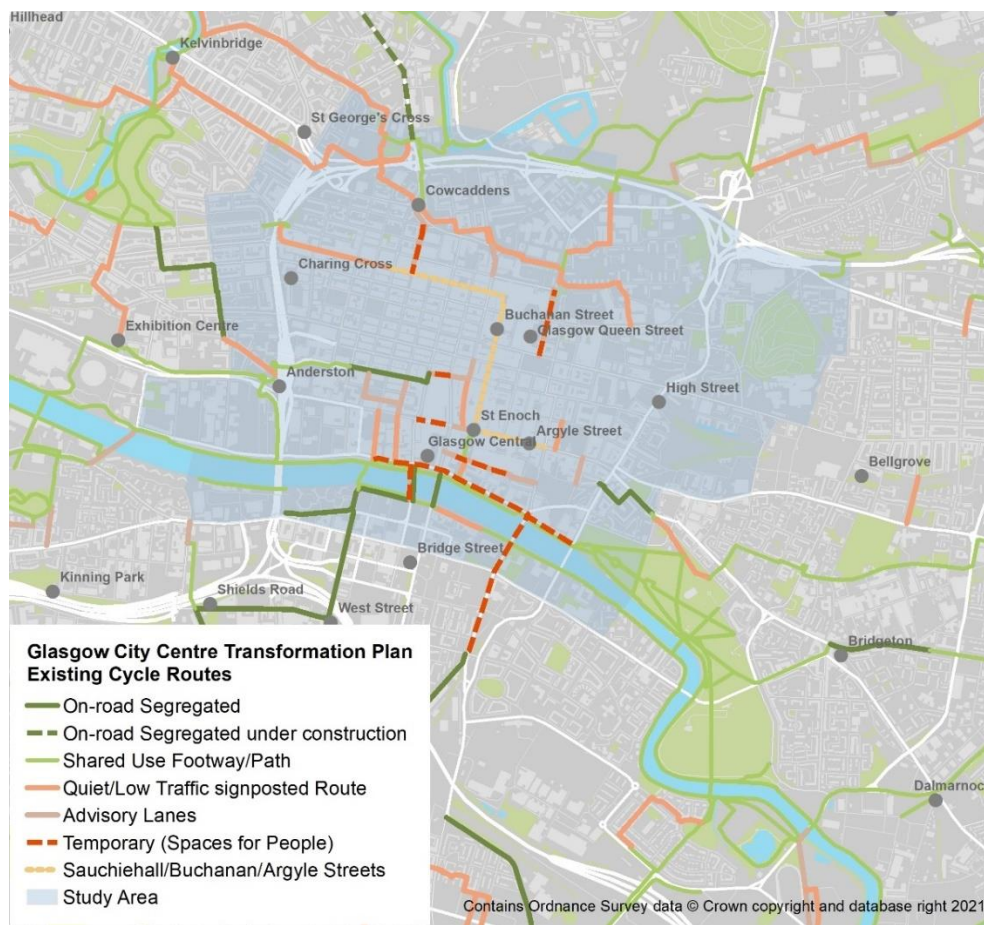 Hillhead
Kelvinbridge
St George's Cross
Cowcaddens
Charing Cross
Buchanan Street
Glasgow Queen Street
Exhibition Centre
Anderston
High Street
St Enoch
Argyle Street
Glasgow Central
Bellgrove
Bridge Street
Kinning Park
Shields Road
West Street
Bridgeton
Dalmarnoc
Glasgow City Centre Transformation Plan
Existing Cycle Routes
On-road Segregated
On-road Segregated under construction
Shared Use Footway/Path
Quiet/Low Traffic signposted Route
Advisory Lanes
Temporary (Spaces for People)
Sauchiehall/Buchanan/Argyle Streets
Study Area
Contains Ordnance Survey data © Crown copyright and database right 2021